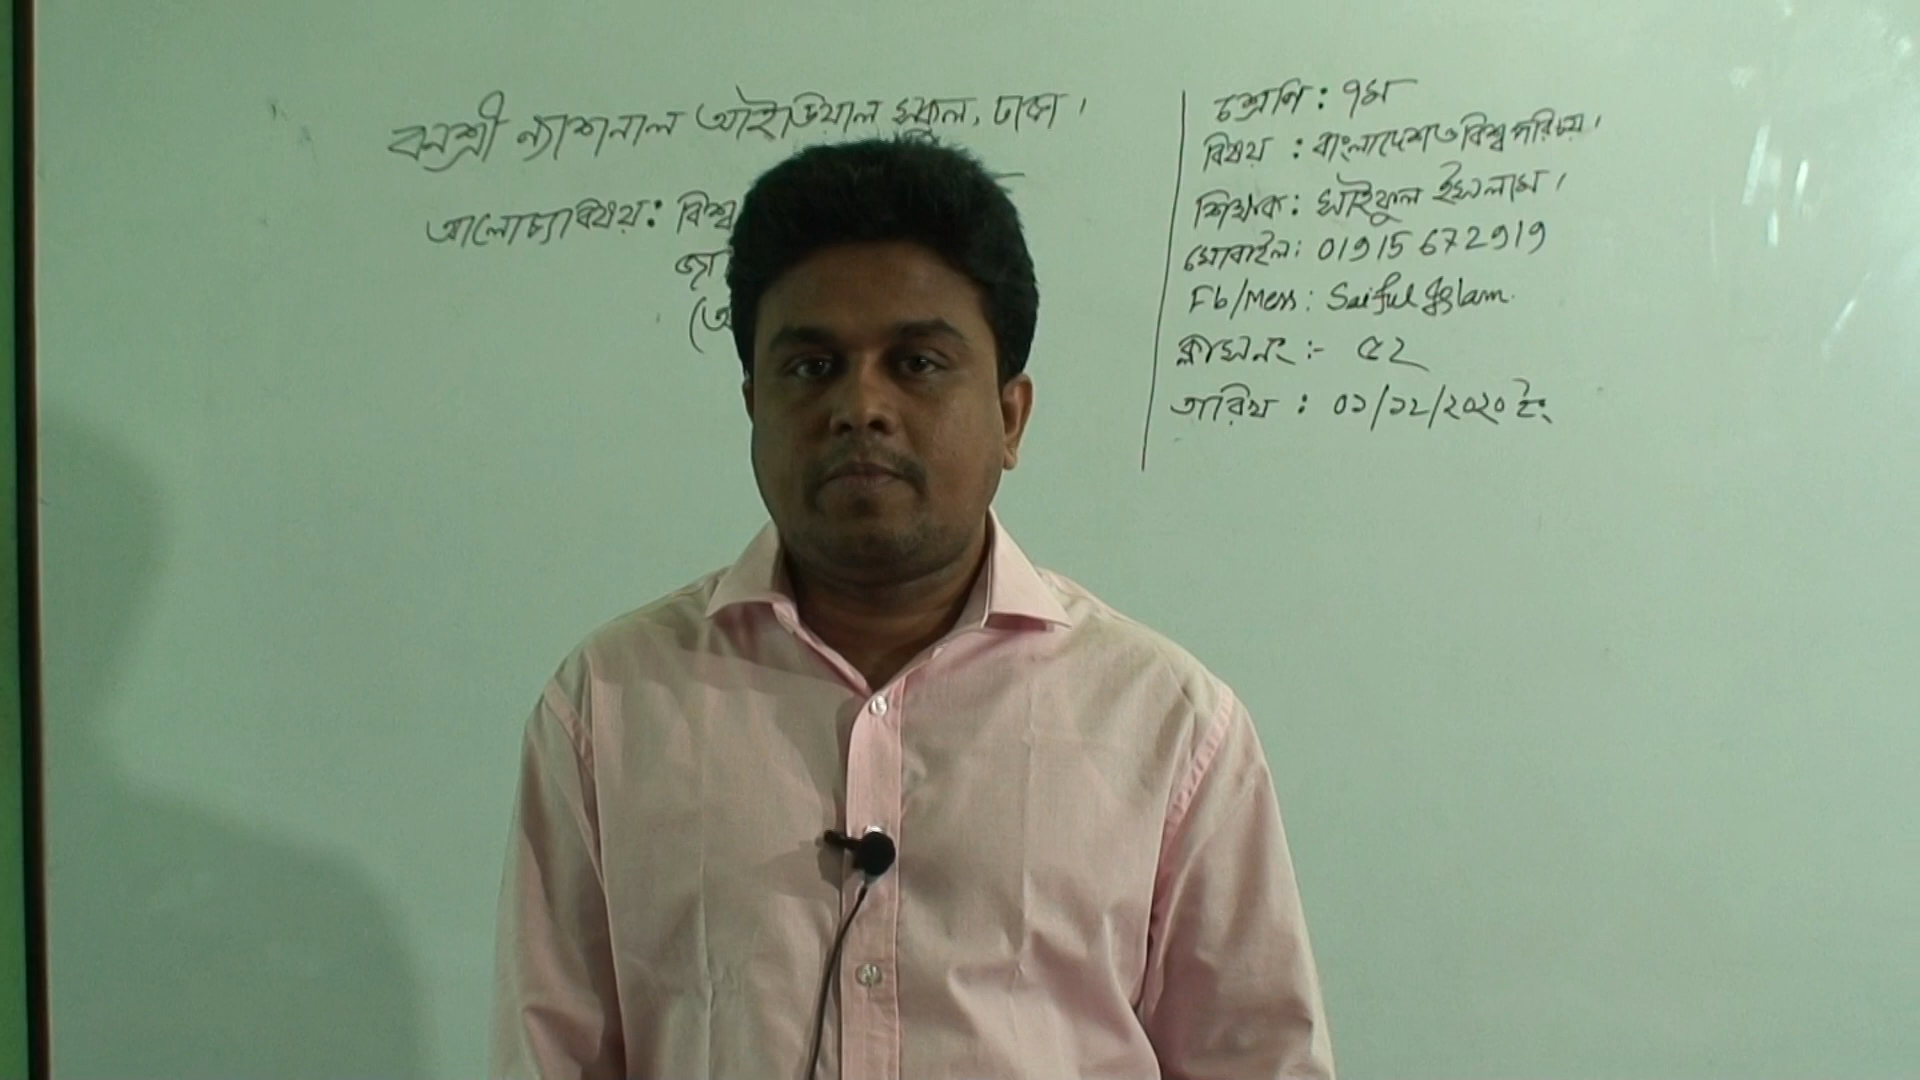 বনশ্রী ন্যাশনাল আইডিয়াল স্কুল, ঢাকা।
আলোচ্যবিষয়: বিশ্ব
জা
(অ
শ্রেণি: ৭ম
বিষয় : বাংলাদেশ ও বিশ্ব পরিচয়।
শিক্ষক: সাইফুল ইসলাম।
মোবাইল: 01915 672919
Fb/Mess: Saiful Islam.
ক্লাস নং :- ৫২
তারিখ : ০১/১২/২০২০ ইং